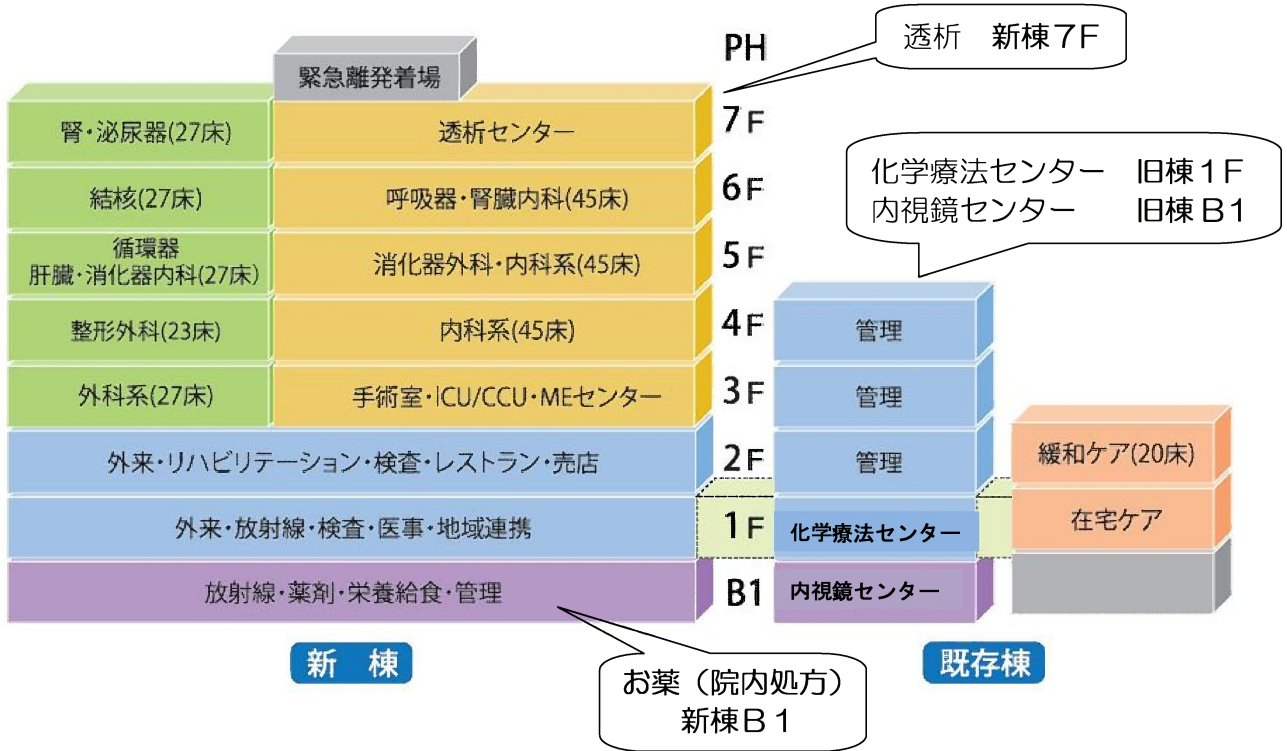 透析　新棟７Ｆ
PH
緊急離発着場
腎・泌尿器(27床)
透析センター
7F
化学療法センター　旧棟１Ｆ
内視鏡センター　旧棟Ｂ１
結核(27床)
呼吸器・腎臓内科(45床)
6F
循環器
肝臓・消化器内科(27床)
消化器外科・内科系(45床)
5F
整形外科(23床)
内科系(45床)
4F
管理
外科系(27床)
手術室・ICU/CCU・MEセンター
3F
管理
外来・リハビリテーション・検査・レストラン・売店
2F
管理
緩和ケア(20床)
外来・放射線・検査・医事・地域連携
1F
化学療法センター
在宅ケア
放射線・薬剤・栄養給食・管理
B1
内視鏡センター
新　棟
既存棟
お薬（院内処方）
新棟Ｂ１